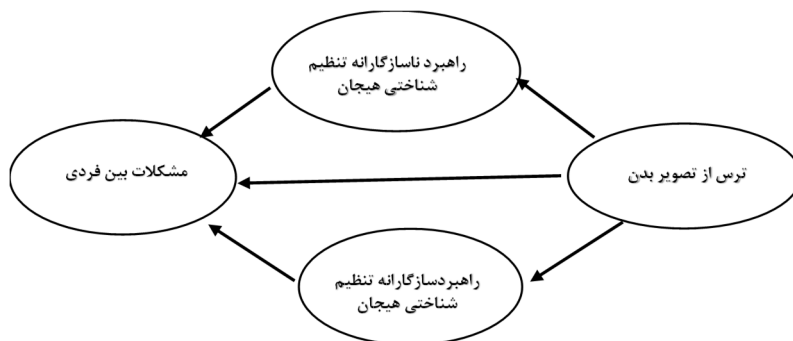 راهبرد ناسازگارانه تنظیم
شناختی هیجان
ترس از تصویر بدن
مشکلات بین فردی
راهبردسازگارانه تنظیم
شناختی هیجان